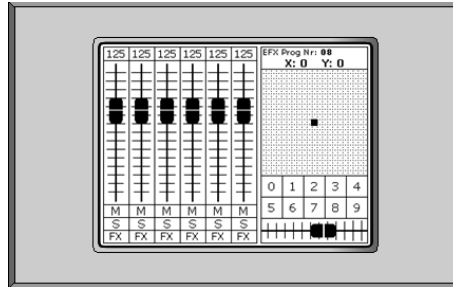 125 125 125 125 125 125
EFX Prog Nr: 08
X: 0 Y: 0
0 1 2 3 4
5 6 7 8 9
M M M M M M
S S S S S S
FX FX FX FX FX FX